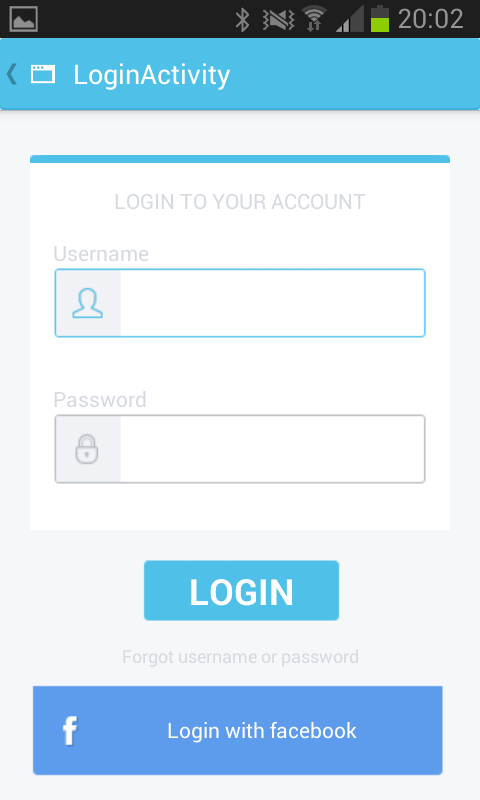 20:02
LoginActivity
LOGIN TO YOUR ACCOUNT
Username
Password
LOGIN
Forgot username or password
f Login with facebook